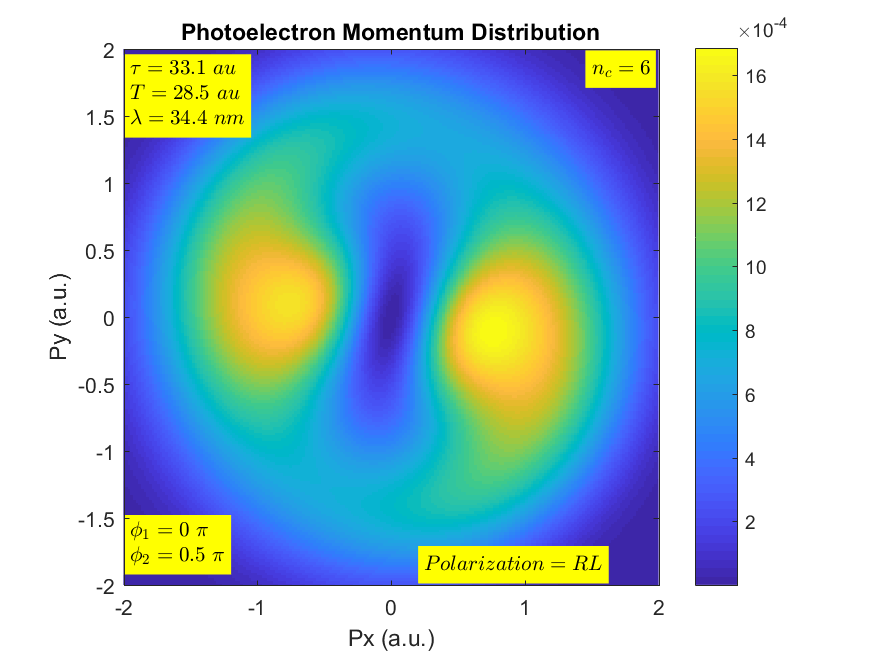 Photoelectron Momentum Distribution
×10⁻⁴
τ = 33.1 au
T = 28.5 au
λ = 34.4 nm
n_c = 6
2
1.5
1
0.5
0
-0.5
-1
-1.5
-2
Py (a.u.)
ϕ₁ = 0 π
ϕ₂ = 0.5 π
Polarization = RL
-2
-1
0
1
2
Px (a.u.)
16
14
12
10
8
6
4
2